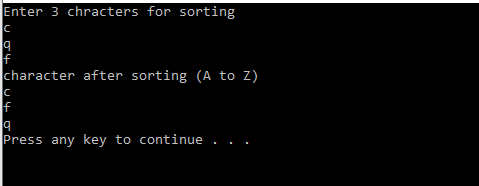 Enter 3 chracters for sorting
c
q
f
character after sorting (A to Z)
c
f
q
Press any key to continue . . .